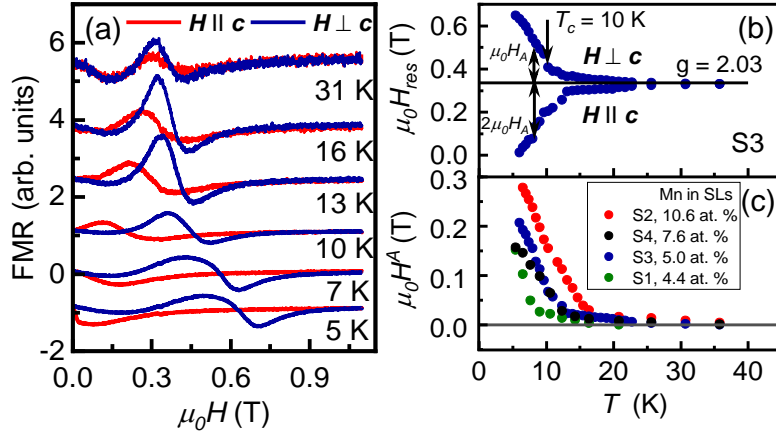 (a)
H ∥ c
H ⊥ c
FMR (arb. units)
8
6
4
2
0
-2
31 K
16 K
13 K
10 K
7 K
5 K
0.0
0.3
0.6
0.9
μ0H (T)
(b)
Tc = 10 K
μ0Hres (T)
0.6
0.4
0.2
0.0
μ0HA
H ⊥ c
g = 2.03
2μ0HA
H ∥ c
S3
(c)
μ0H^A (T)
0.3
0.2
0.1
0.0
Mn in SLs
S2, 10.6 at. %
S4, 7.6 at. %
S3, 5.0 at. %
S1, 4.4 at. %
0
10
20
30
40
T (K)